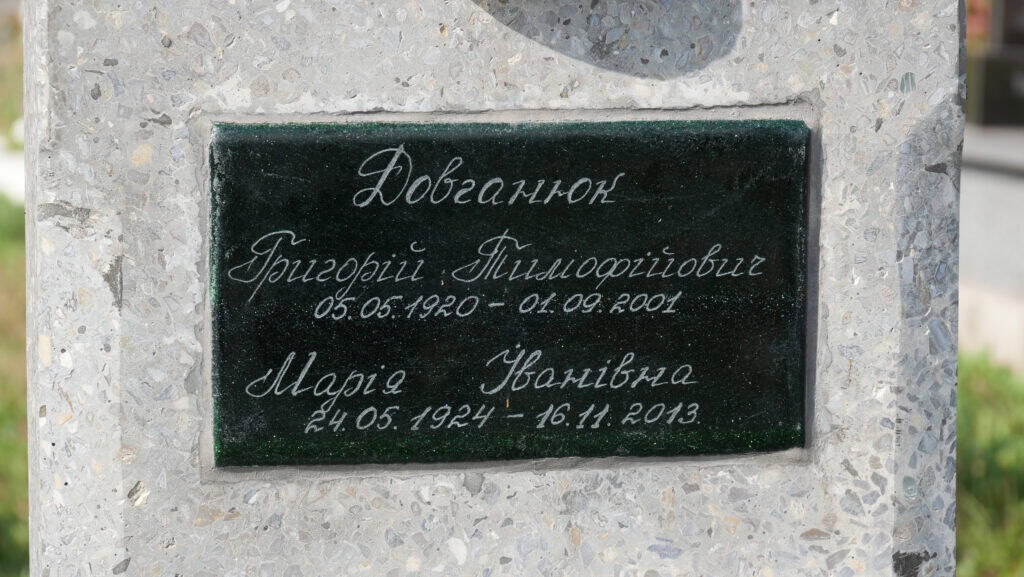 Довганюк
Григорій Тимофійович
05.05.1920 – 01.09.2001
Марія Іванівна
24.05.1924 – 16.11.2013